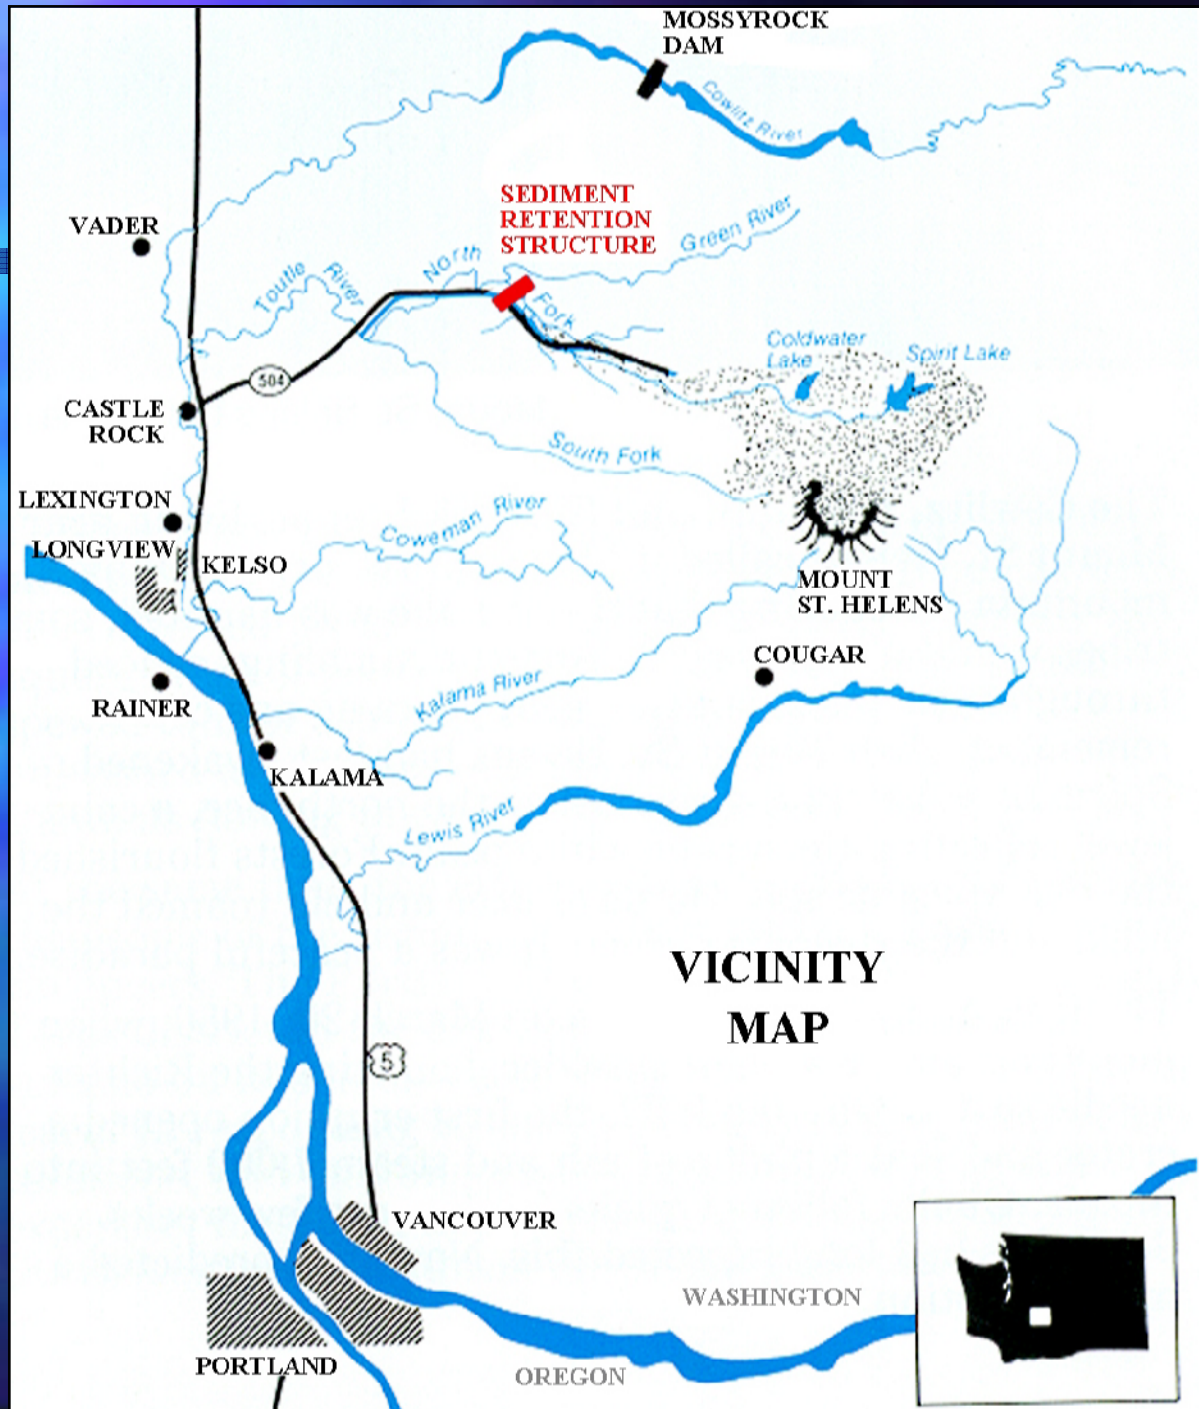 MOSSYROCK
DAM
Cowlitz River
SEDIMENT
RETENTION
STRUCTURE
Green River
VADER
Toutle River
North Fork
Coldwater
Lake
Spirit Lake
504
CASTLE
ROCK
South Fork
LEXINGTON
Coweman River
LONGVIEW
KELSO
MOUNT
ST. HELENS
COUGAR
RAINER
Kalama River
KALAMA
Lewis River
VICINITY
MAP
5
VANCOUVER
WASHINGTON
PORTLAND
OREGON